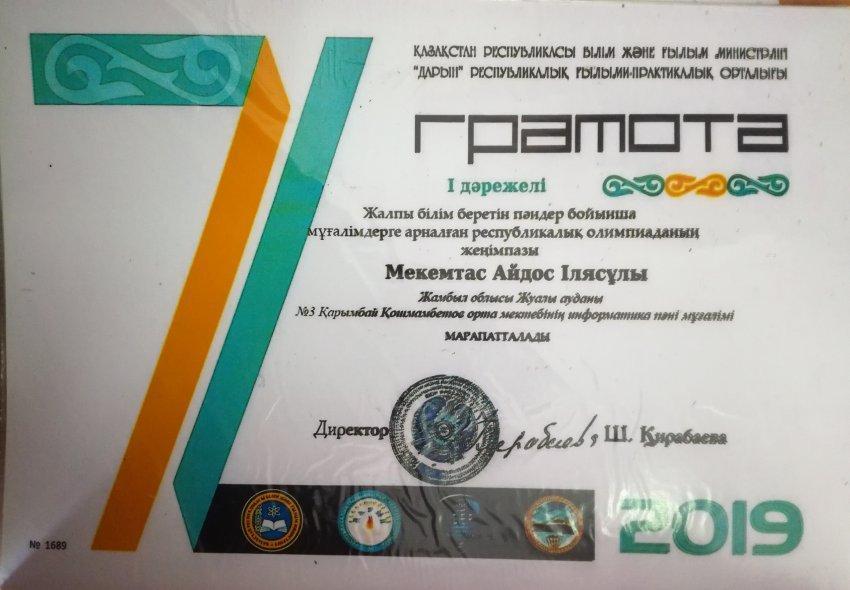 ҚАЗАҚСТАН РЕСПУБЛИКАСЫ БІЛІМ ЖӘНЕ ҒЫЛЫМ МИНИСТРЛІГІ
"ДАРЫН" РЕСПУБЛИКАЛЫҚ ҒЫЛЫМИ-ПРАКТИКАЛЫҚ ОРТАЛЫҒЫ
грамота
І дәрежелі
Жалпы білім беретін пәндер бойынша
мұғалімдерге арналған республикалық олимпиаданың
жеңімпазы
Мекемтас Айдос Ілясұлы
Жамбыл облысы Жуалы ауданы
№3 Қарымбай Қошмамбетов орта мектебінің информатика пәні мұғалімі
МАРАПАТТАЛАДЫ
Директор Ш. Қирабаева
№ 1689
2019